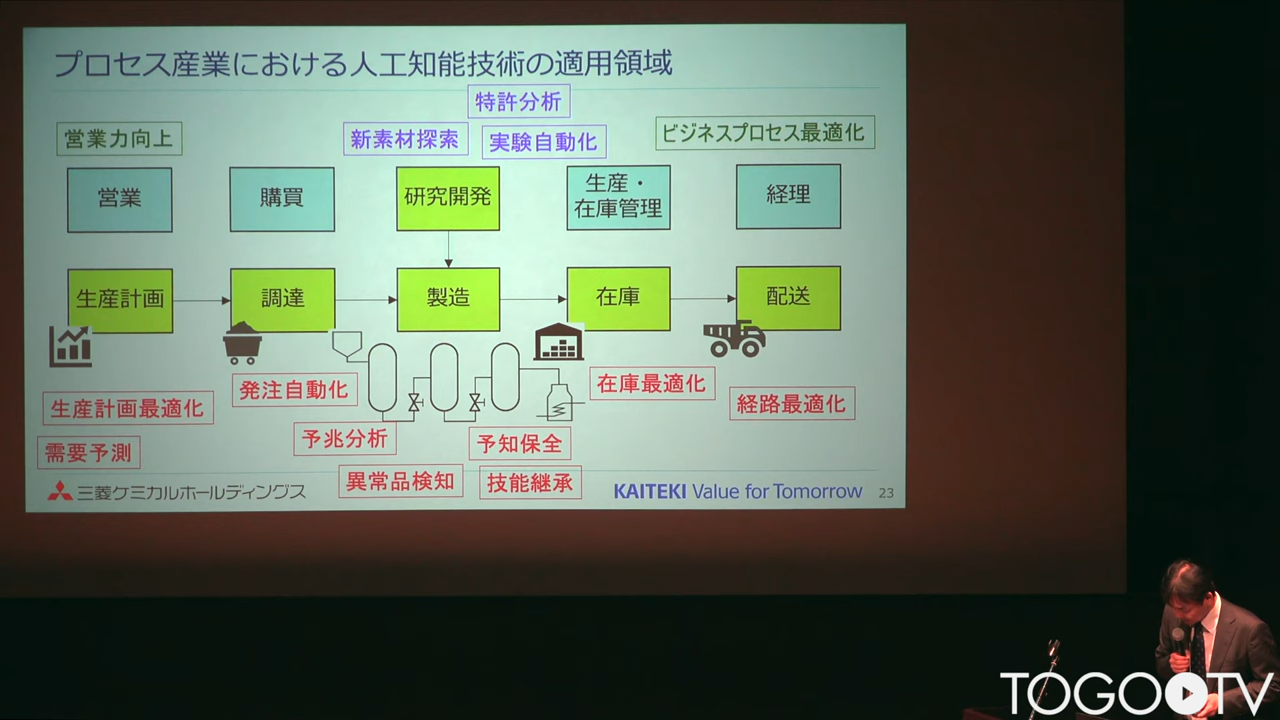 プロセス産業における人工知能技術の適用領域
特許分析
営業力向上
新素材探索
実験自動化
ビジネスプロセス最適化
営業
購買
研究開発
生産・
在庫管理
経理
生産計画
調達
製造
在庫
配送
発注自動化
在庫最適化
生産計画最適化
経路最適化
需要予測
予兆分析
予知保全
異常品検知
技能継承
三菱ケミカルホールディングス
KAITEKI Value for Tomorrow 23
TOGOTV